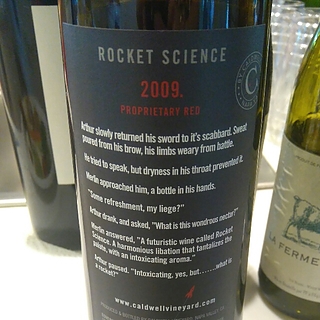 ROCKET SCIENCE
2009.
PROPRIETARY RED
Arthur slowly returned his sword to it's scabbard. Sweat
poured from his brow, his limbs weary from battle.
He tried to speak, but dryness in his throat prevented it.
Merlin approached him, a bottle in his hands.
"Some refreshment, my liege?"
Arthur drank, and asked, "What is this wondrous nectar?"
Merlin answered, "A futuristic wine called Rocket
Science. A harmonious libation that tantalizes the
palate, with an intoxicating aroma."
Arthur paused. "Intoxicating, yes, but.......what is
a rocket?"
www.caldwellvineyard.com
C
LA FERME